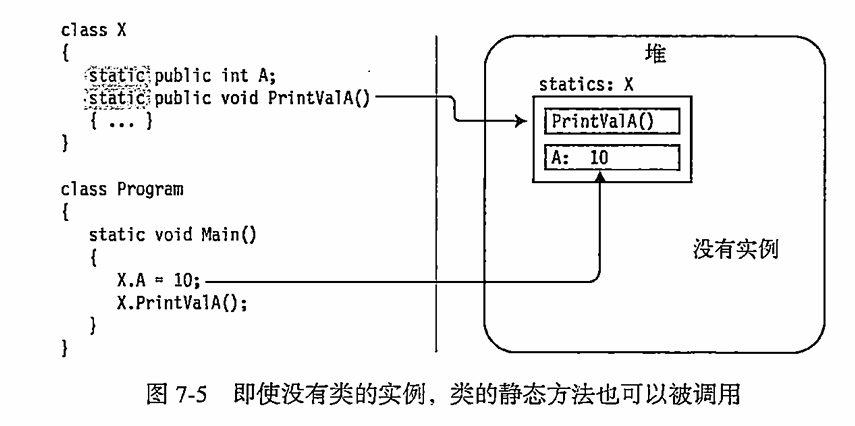 class X
{
static public int A;
static public void PrintValA()
{ ... }
}
class Program
{
static void Main()
{
X.A = 10;
X.PrintValA();
}
}
堆
statics: X
PrintValA()
A: 10
没有实例
图 7-5 即使没有类的实例，类的静态方法也可以被调用